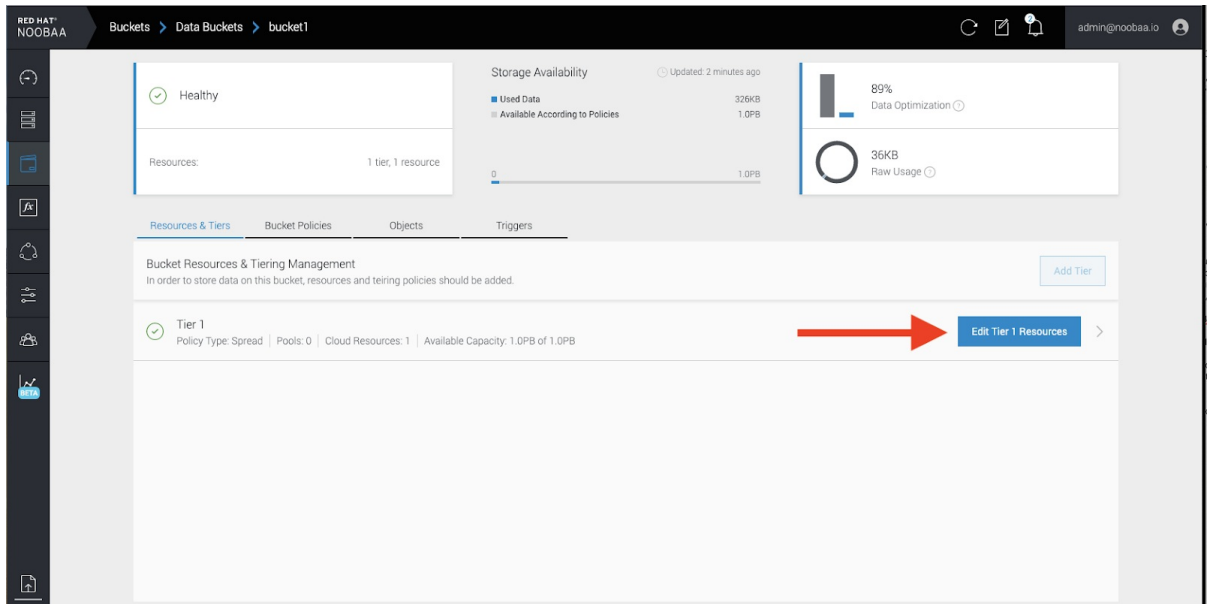 RED HAT®
NOOBAA
Buckets > Data Buckets > bucket1
2
admin@noobaa.io
Healthy
Resources: 1 tier, 1 resource
Storage Availability
Updated: 2 minutes ago
Used Data 326KB
Available According to Policies 1.0PB
0 1.0PB
89%
Data Optimization ?
36KB
Raw Usage ?
Resources & Tiers
Bucket Policies
Objects
Triggers
Bucket Resources & Tiering Management
In order to store data on this bucket, resources and teiring policies should be added.
Add Tier
Tier 1
Policy Type: Spread | Pools: 0 | Cloud Resources: 1 | Available Capacity: 1.0PB of 1.0PB
Edit Tier 1 Resources
fx
BETA